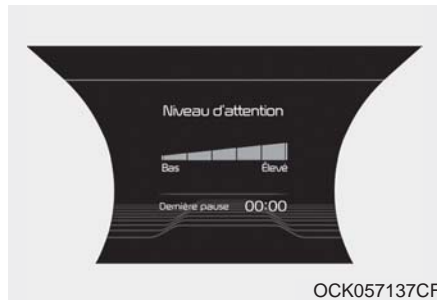 Niveau d'attention
Bas Élevé
Dernière pause 00:00
OCK057137CF